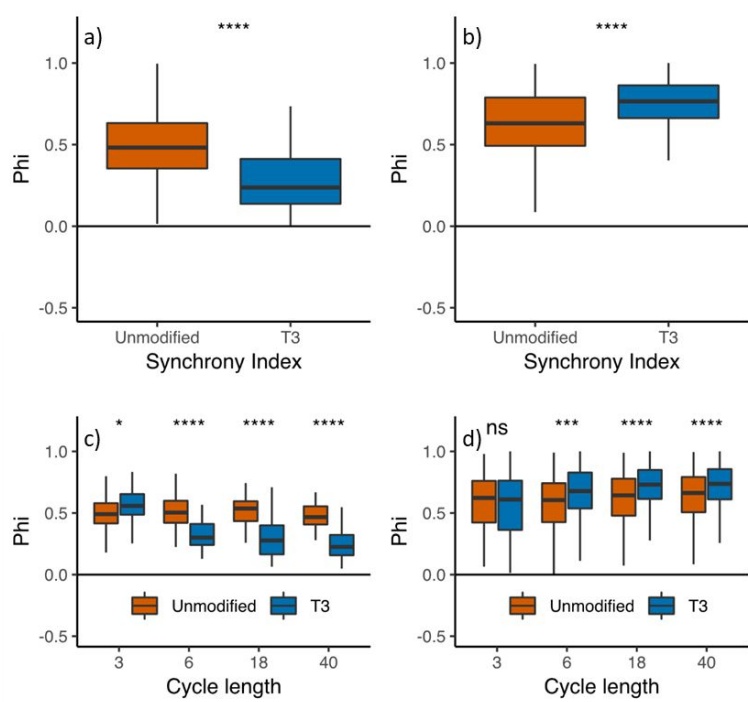 a)
****
Phi
1.0
0.5
0.0
-0.5
Unmodified T3
Synchrony Index
b)
****
Phi
1.0
0.5
0.0
-0.5
Unmodified T3
Synchrony Index
c)
* **** **** ****
Phi
1.0
0.5
0.0
-0.5
Unmodified T3
3 6 18 40
Cycle length
d)
ns *** **** ****
Phi
1.0
0.5
0.0
-0.5
Unmodified T3
3 6 18 40
Cycle length